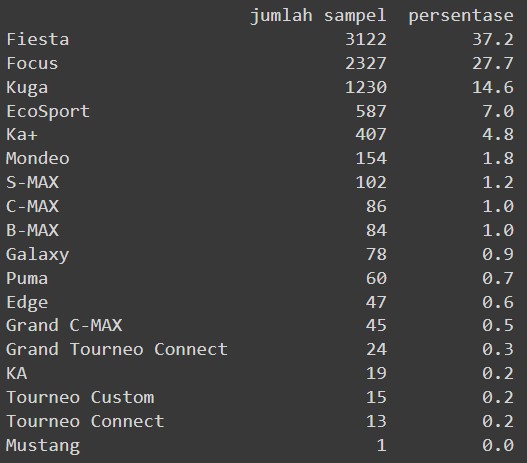 jumlah sampel persentase
Fiesta 3122 37.2
Focus 2327 27.7
Kuga 1230 14.6
EcoSport 587 7.0
Ka+ 407 4.8
Mondeo 154 1.8
S-MAX 102 1.2
C-MAX 86 1.0
B-MAX 84 1.0
Galaxy 78 0.9
Puma 60 0.7
Edge 47 0.6
Grand C-MAX 45 0.5
Grand Tourneo Connect 24 0.3
KA 19 0.2
Tourneo Custom 15 0.2
Tourneo Connect 13 0.2
Mustang 1 0.0